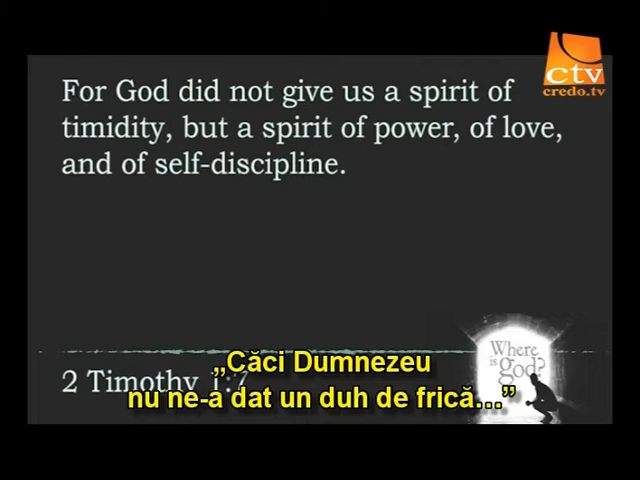 ctv
credo.tv
For God did not give us a spirit of
timidity, but a spirit of power, of love,
and of self-discipline.
Where
is god?
2 Timothy 1:7
„Căci Dumnezeu
nu ne-a dat un duh de frică…”